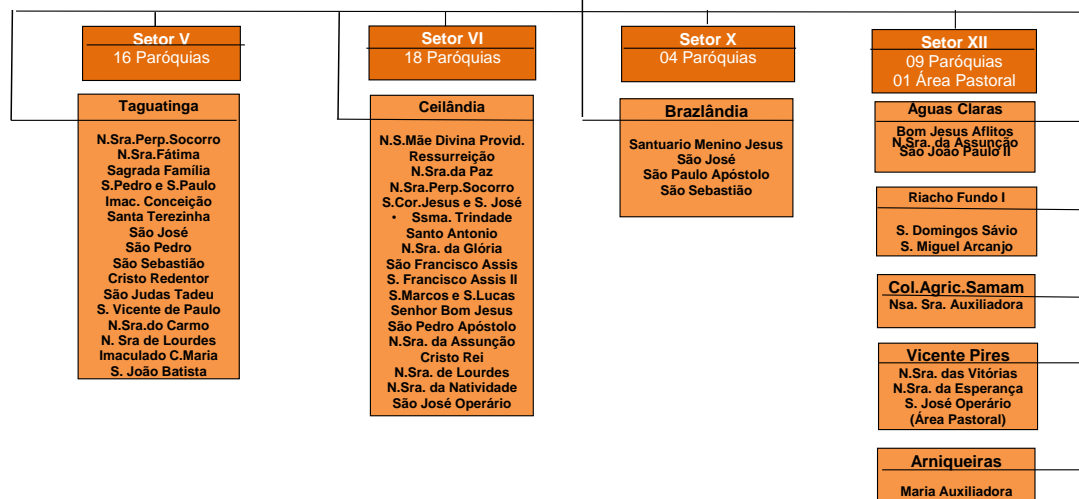 Setor V
16 Paróquias
Taguatinga
N.Sra.Perp.Socorro
N.Sra.Fátima
Sagrada Família
S.Pedro e S.Paulo
Imac. Conceição
Santa Terezinha
São José
São Pedro
São Sebastião
Cristo Redentor
São Judas Tadeu
S. Vicente de Paulo
N.Sra.do Carmo
N. Sra de Lourdes
Imaculado C.Maria
S. João Batista
Setor VI
18 Paróquias
Ceilândia
N.S.Mãe Divina Provid.
Ressurreição
N.Sra.da Paz
N.Sra.Perp.Socorro
S.Cor.Jesus e S. José
• Ssma. Trindade
Santo Antonio
N.Sra. da Glória
São Francisco Assis
S. Francisco Assis II
S.Marcos e S.Lucas
Senhor Bom Jesus
São Pedro Apóstolo
N.Sra. da Assunção
Cristo Rei
N.Sra. de Lourdes
N.Sra. da Natividade
São José Operário
Setor X
04 Paróquias
Brazlândia
Santuario Menino Jesus
São José
São Paulo Apóstolo
São Sebastião
Setor XII
09 Paróquias
01 Área Pastoral
Águas Claras
Bom Jesus Aflitos
N.Sra. da Assunção
São João Paulo II
Riacho Fundo I
S. Domingos Sávio
S. Miguel Arcanjo
Col.Agric.Samam
Nsa. Sra. Auxiliadora
Vicente Pires
N.Sra. das Vitórias
N.Sra. da Esperança
S. José Operário
(Área Pastoral)
Arniqueiras
Maria Auxiliadora